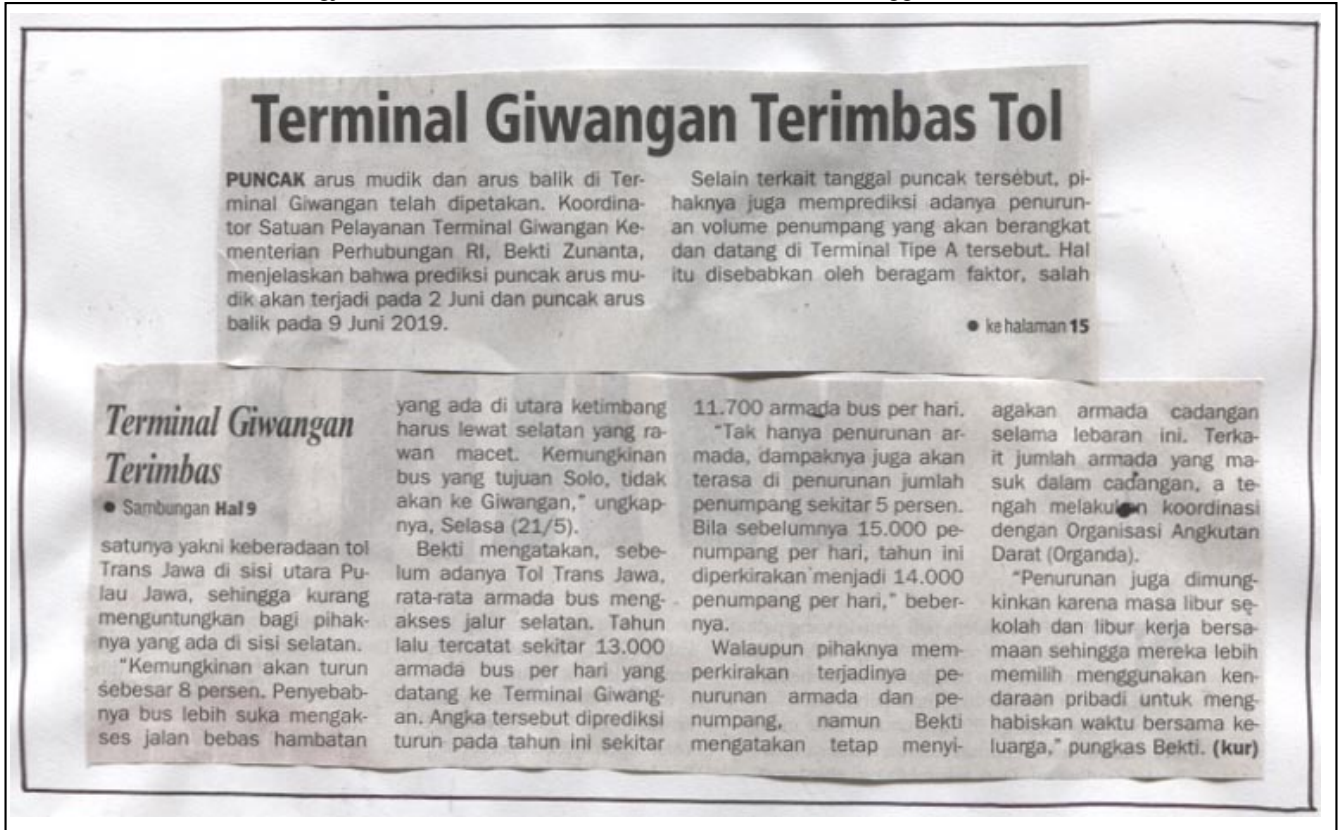 Terminal Giwangan Terimbas Tol
PUNCAK arus mudik dan arus balik di Ter-
minal Giwangan telah dipetakan. Koordina-
tor Satuan Pelayanan Terminal Giwangan Ke-
menterian Perhubungan RI, Bekti Zunanta,
menjelaskan bahwa prediksi puncak arus mu-
dik akan terjadi pada 2 Juni dan puncak arus
balik pada 9 Juni 2019.
Selain terkait tanggal puncak tersebut, pi-
haknya juga memprediksi adanya penurun-
an volume penumpang yang akan berangkat
dan datang di Terminal Tipe A tersebut. Hal
itu disebabkan oleh beragam faktor, salah
● ke halaman 15
Terminal Giwangan
Terimbas
● Sambungan Hal 9
satunya yakni keberadaan tol
Trans Jawa di sisi utara Pu-
lau Jawa, sehingga kurang
menguntungkan bagi pihak-
nya yang ada di sisi selatan.
"Kemungkinan akan turun
sebesar 8 persen. Penyebab-
nya bus lebih suka mengak-
ses jalan bebas hambatan
yang ada di utara ketimbang
harus lewat selatan yang ra-
wan macet. Kemungkinan
bus yang tujuan Solo, tidak
akan ke Giwangan," ungkap-
nya, Selasa (21/5).
Bekti mengatakan, sebe-
lum adanya Tol Trans Jawa,
rata-rata armada bus meng-
akses jalur selatan. Tahun
lalu tercatat sekitar 13.000
armada bus per hari yang
datang ke Terminal Giwang-
an. Angka tersebut diprediksi
turun pada tahun ini sekitar
11.700 armada bus per hari.
"Tak hanya penurunan ar-
mada, dampaknya juga akan
terasa di penurunan jumlah
penumpang sekitar 5 persen.
Bila sebelumnya 15.000 pe-
numpang per hari, tahun ini
diperkirakan menjadi 14.000
penumpang per hari," beber-
nya.
Walaupun pihaknya mem-
perkirakan terjadinya pe-
nurunan armada dan pe-
numpang, namun Bekti
mengatakan tetap menyi-
agakan armada cadangan
selama lebaran ini. Terka-
it jumlah armada yang ma-
suk dalam cadangan, a te-
ngah melakukan koordinasi
dengan Organisasi Angkutan
Darat (Organda).
"Penurunan juga dimung-
kinkan karena masa libur se-
kolah dan libur kerja bersa-
maan sehingga mereka lebih
memilih menggunakan ken-
daraan pribadi untuk meng-
habiskan waktu bersama ke-
luarga," pungkas Bekti. (kur)